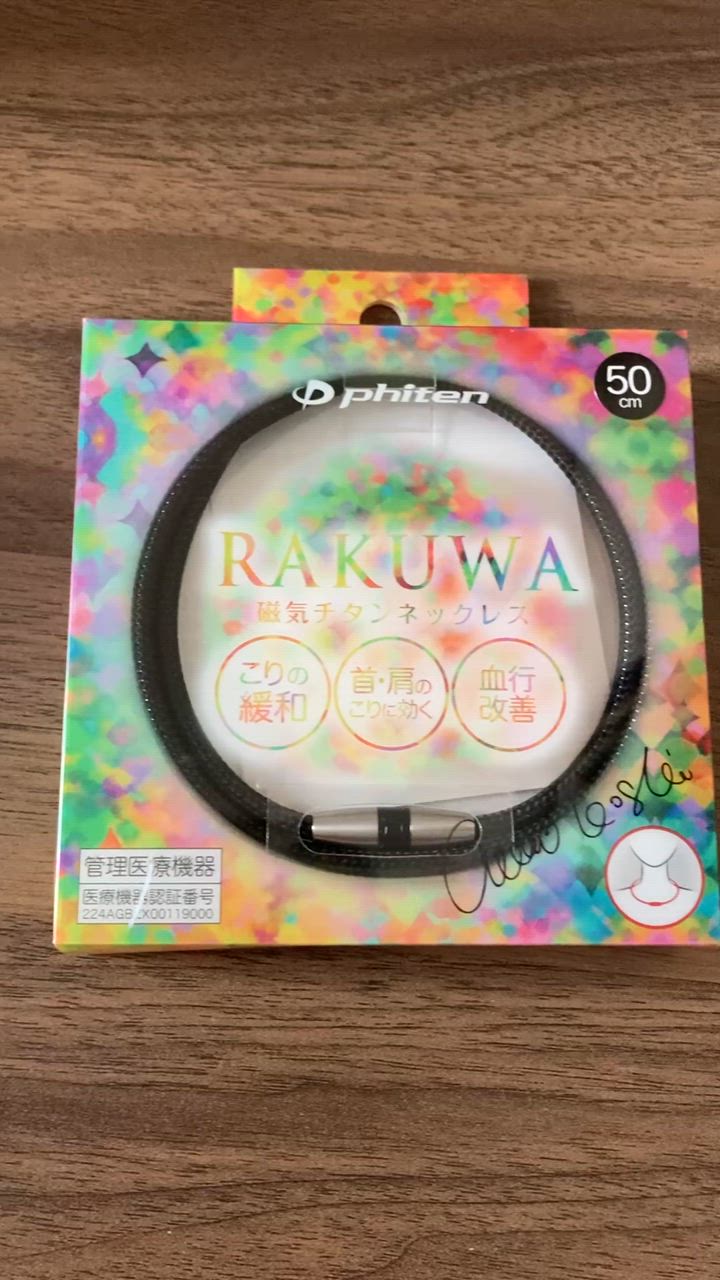 phiten
50
cm
RAKUWA
磁気チタンネックレス
こりの
緩和
首・肩の
こりに効く
血行
改善
管理医療機器
医療機器認証番号